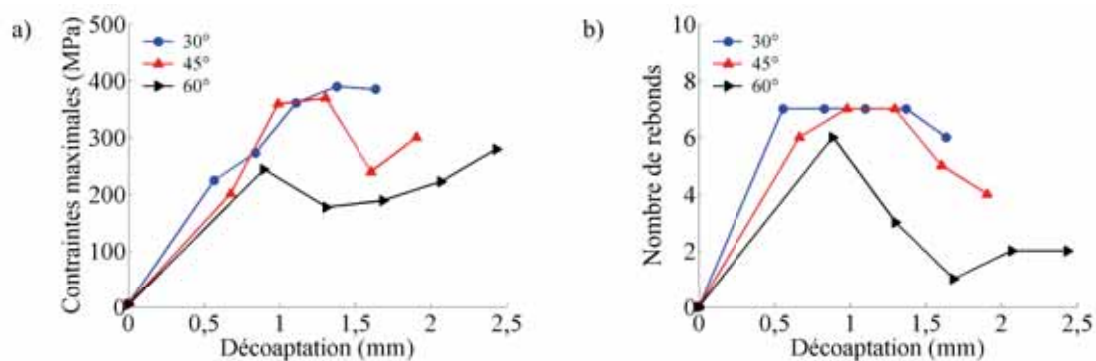 a)
Contraintes maximales (MPa)
500
400
300
200
100
0
30°
45°
60°
0 0,5 1 1,5 2 2,5
Décoaptation (mm)
b)
Nombre de rebonds
10
8
6
4
2
0
30°
45°
60°
0 0,5 1 1,5 2 2,5
Décoaptation (mm)